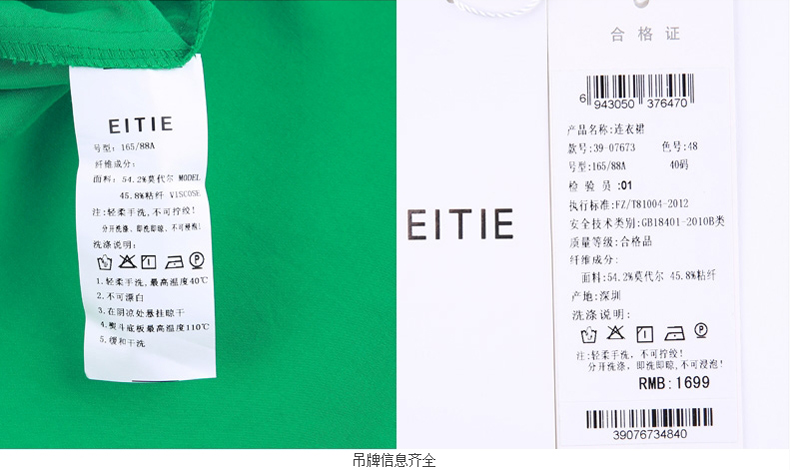 EITIE
号型: 165/88A
纤维成分:
面料: 54.2%莫代尔 MODEL
45.8%粘纤 VISCOSE
注:轻柔手洗,不可拧绞!
分开洗涤, 即洗即晾,不可浸泡!
洗涤说明:
1.轻柔手洗,最高温度40℃
2.不可漂白
3.在阴凉处悬挂晾干
4.熨斗底板最高温度110℃
5.缓和干洗
EITIE
合格证
6 943050 376470
产品名称:连衣裙
款号:39-07673 色号:48
号型:165/88A 40码
检 验 员 :01
执行标准:FZ/T81004-2012
安全技术类别:GB18401-2010B类
质量等级:合格品
纤维成分:
面料:54.2%莫代尔 45.8%粘纤
产地:深圳
洗涤说明:
注:轻柔手洗, 不可拧绞!
分开洗涤, 即洗即晾,不可浸泡!
RMB:1699
39076734840
吊牌信息齐全